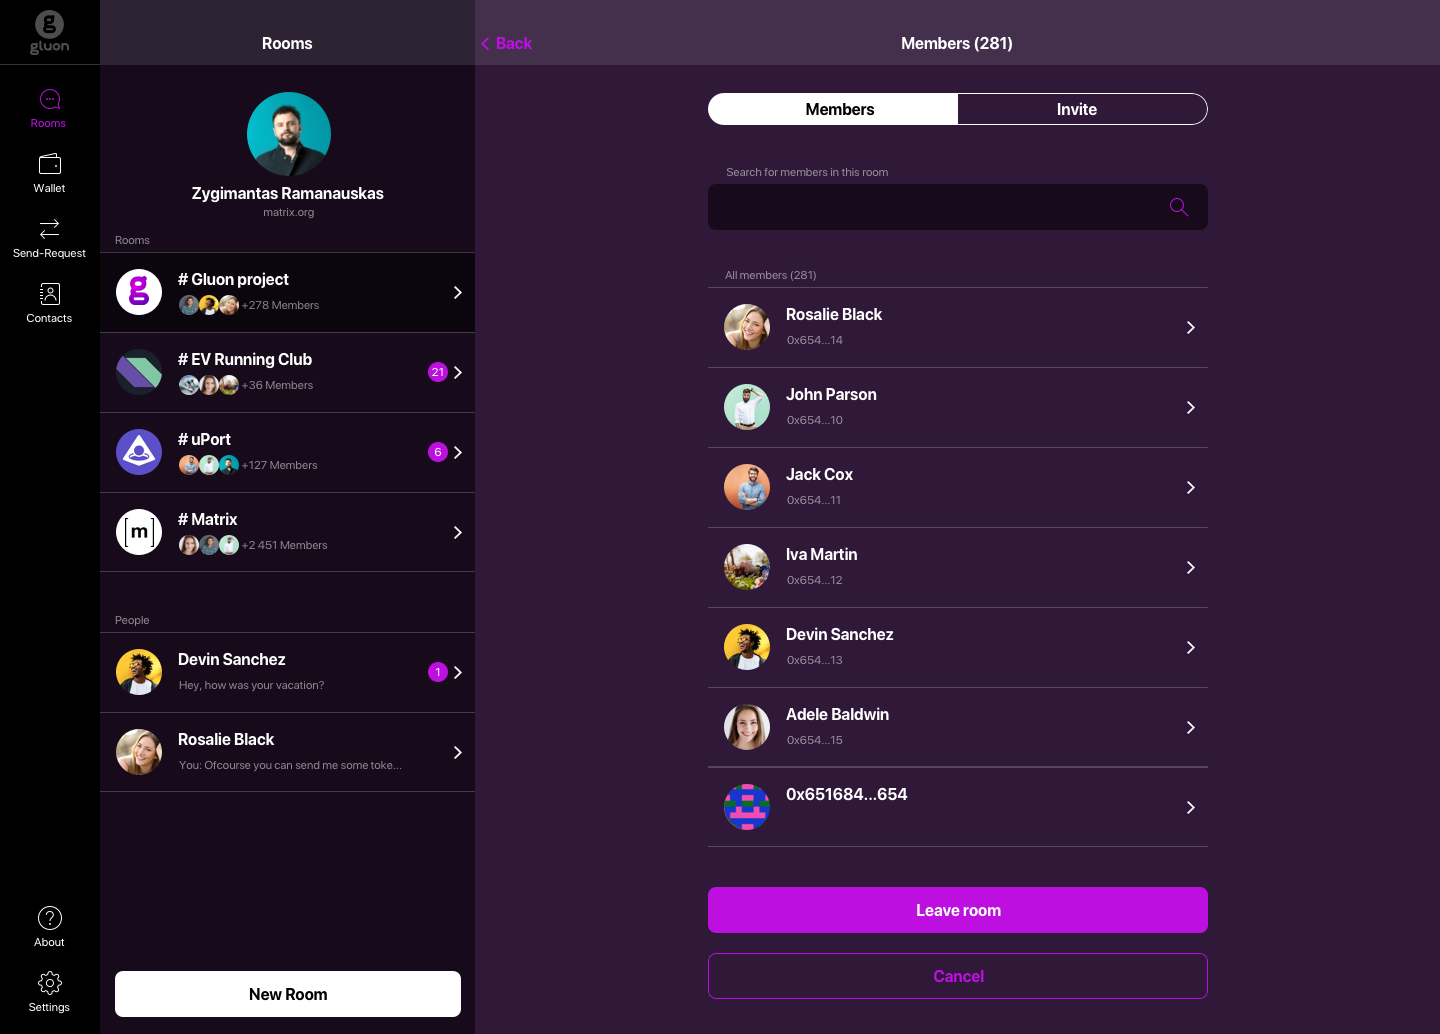 g
gluon
Rooms
Wallet
Send-Request
Contacts
About
Settings
Rooms
Zygimantas Ramanauskas
matrix.org
Rooms
g
# Gluon project
+278 Members
# EV Running Club
+36 Members
21
# uPort
+127 Members
6
[m]
# Matrix
+2 451 Members
People
Devin Sanchez
Hey, how was your vacation?
1
Rosalie Black
You: Ofcourse you can send me some toke...
New Room
Back
Members (281)
Members
Invite
Search for members in this room
All members (281)
Rosalie Black
0x654...14
John Parson
0x654...10
Jack Cox
0x654...11
Iva Martin
0x654...12
Devin Sanchez
0x654...13
Adele Baldwin
0x654...15
0x651684...654
Leave room
Cancel